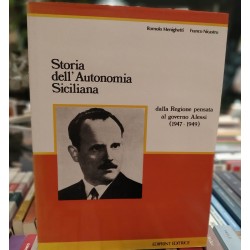 Romolo Menighetti Franco Nicastro
Storia
dell'Autonomia
Siciliana
dalla Regione pensata
al governo Alessi
(1947-1949)